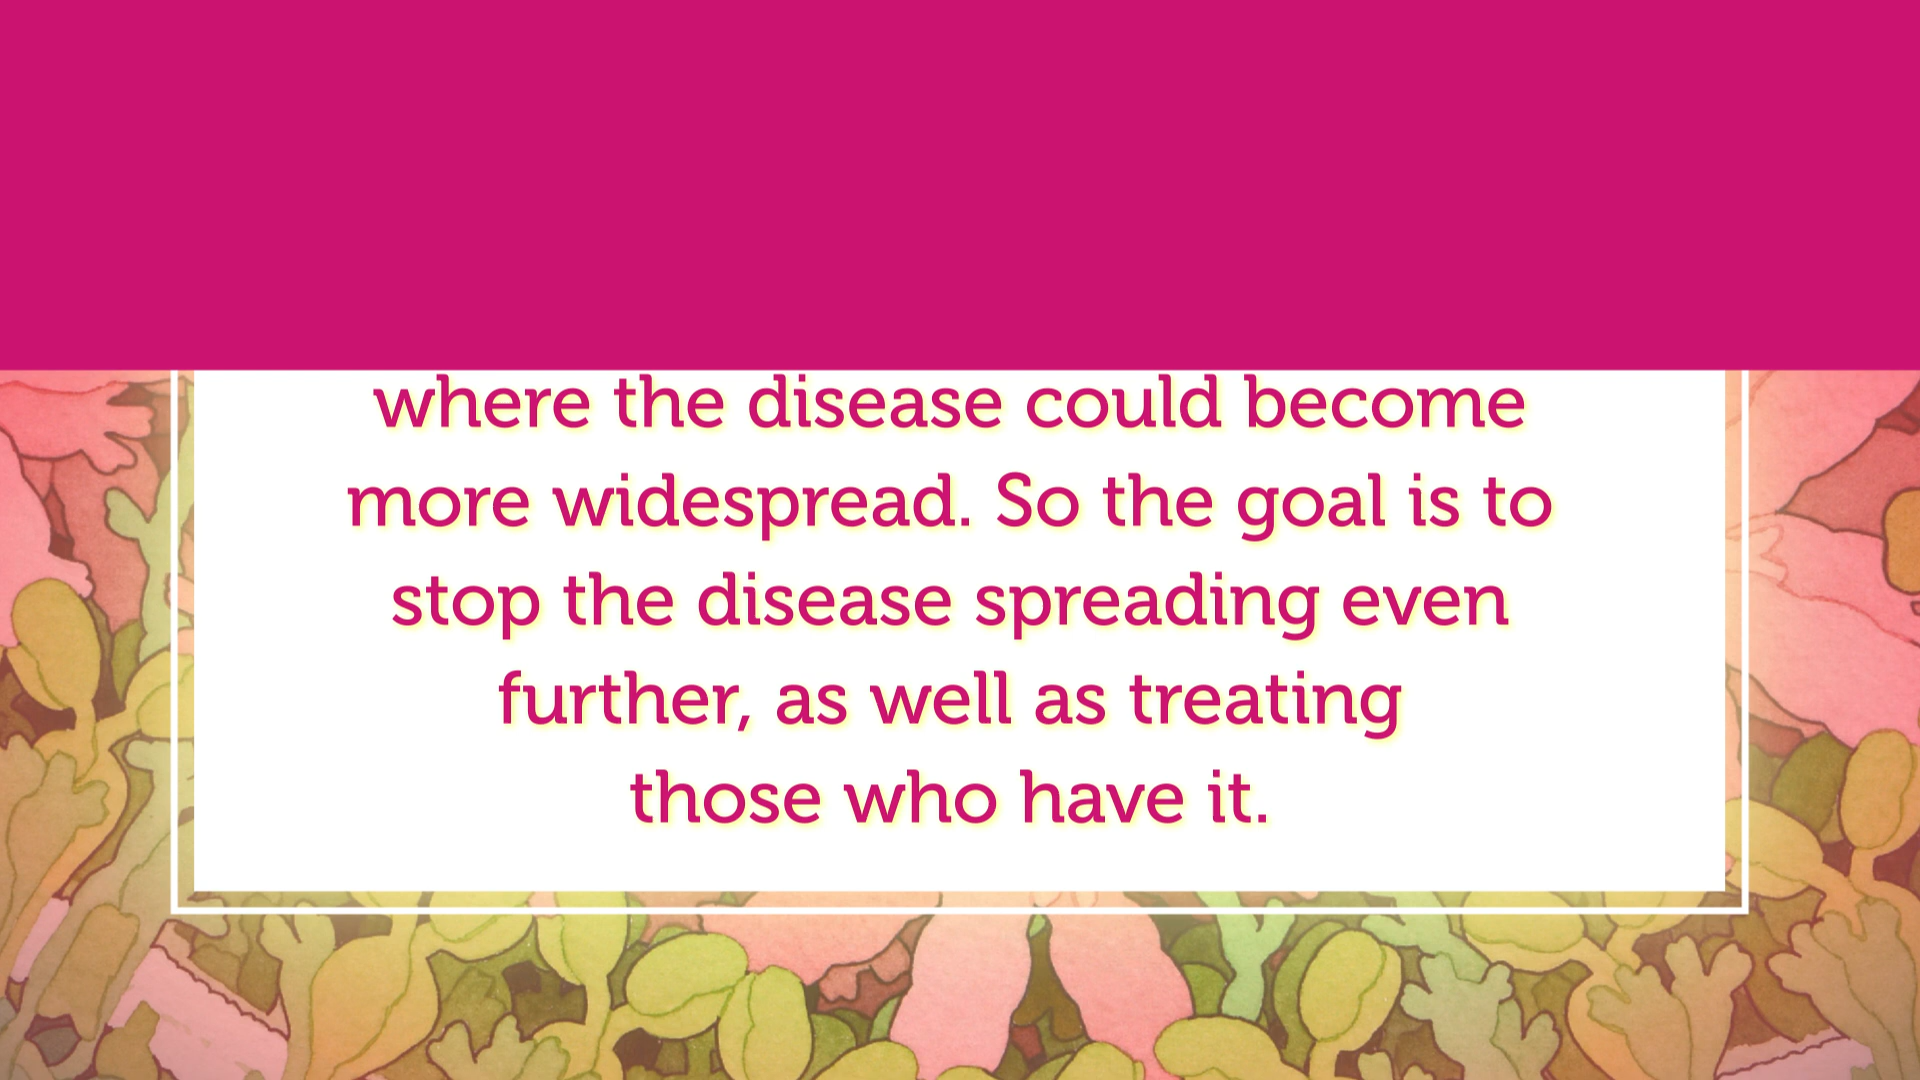 where the disease could become
more widespread. So the goal is to
stop the disease spreading even
further, as well as treating
those who have it.